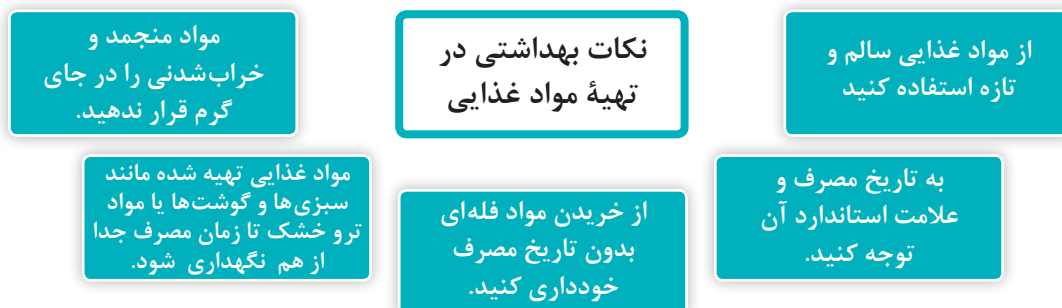 نکات بهداشتی در
تهیهٔ مواد غذایی
از مواد غذایی سالم و
تازه استفاده کنید
مواد منجمد و
خراب‌شدنی را در جای
گرم قرار ندهید.
به تاریخ مصرف و
علامت استاندارد آن
توجه کنید.
از خریدن مواد فله‌ای
بدون تاریخ مصرف
خودداری کنید.
مواد غذایی تهیه شده مانند
سبزی‌ها و گوشت‌ها یا مواد
ترو خشک تا زمان مصرف جدا
از هم نگهداری شود.